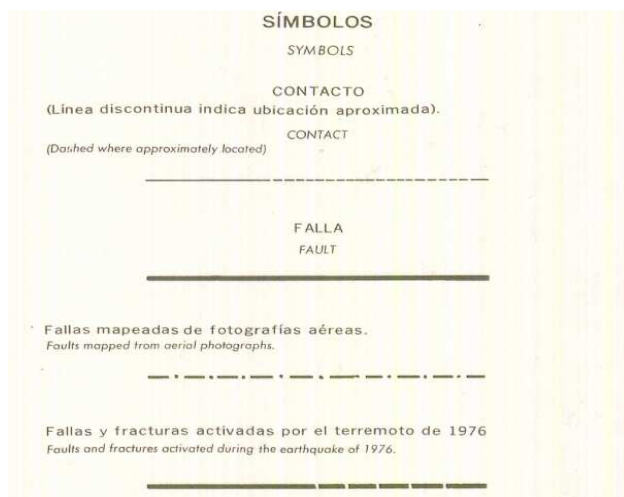 SÍMBOLOS
SYMBOLS
CONTACTO
(Línea discontinua indica ubicación aproximada).
CONTACT
(Dashed where approximately located)
FALLA
FAULT
Fallas mapeadas de fotografías aéreas.
Faults mapped from aerial photographs.
Fallas y fracturas activadas por el terremoto de 1976
Faults and fractures activated during the earthquake of 1976.